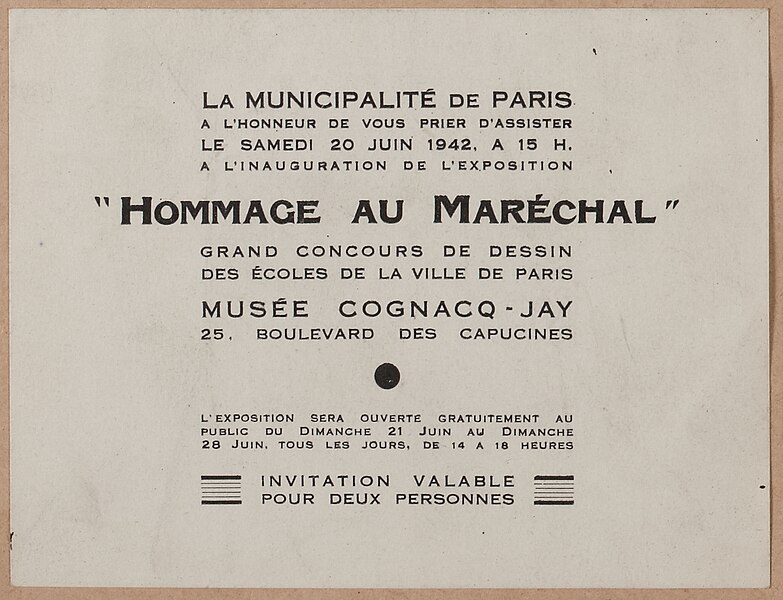 LA MUNICIPALITÉ DE PARIS
A L'HONNEUR DE VOUS PRIER D'ASSISTER
LE SAMEDI 20 JUIN 1942, A 15 H.
A L'INAUGURATION DE L'EXPOSITION
"HOMMAGE AU MARÉCHAL"
GRAND CONCOURS DE DESSIN
DES ÉCOLES DE LA VILLE DE PARIS
MUSÉE COGNACQ-JAY
25, BOULEVARD DES CAPUCINES
L'EXPOSITION SERA OUVERTE GRATUITEMENT AU
PUBLIC DU DIMANCHE 21 JUIN AU DIMANCHE
28 JUIN, TOUS LES JOURS, DE 14 A 18 HEURES
INVITATION VALABLE
POUR DEUX PERSONNES